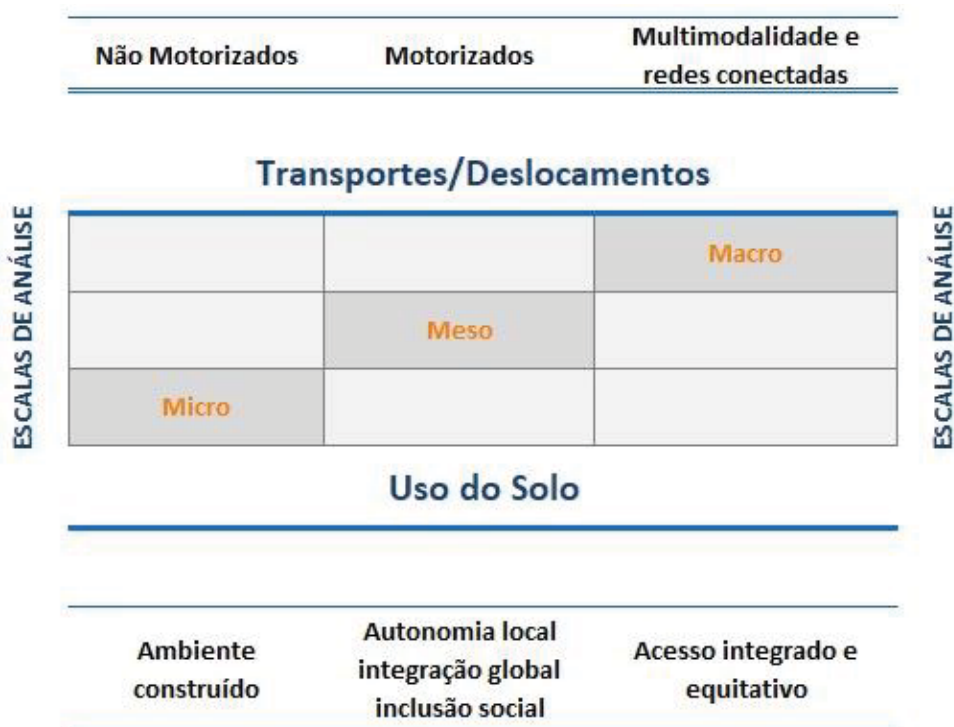 Não Motorizados
Motorizados
Multimodalidade e
redes conectadas
Transportes/Deslocamentos
ESCALAS DE ANÁLISE
Macro
Meso
Micro
ESCALAS DE ANÁLISE
Uso do Solo
Ambiente
construído
Autonomia local
integração global
inclusão social
Acesso integrado e
equitativo